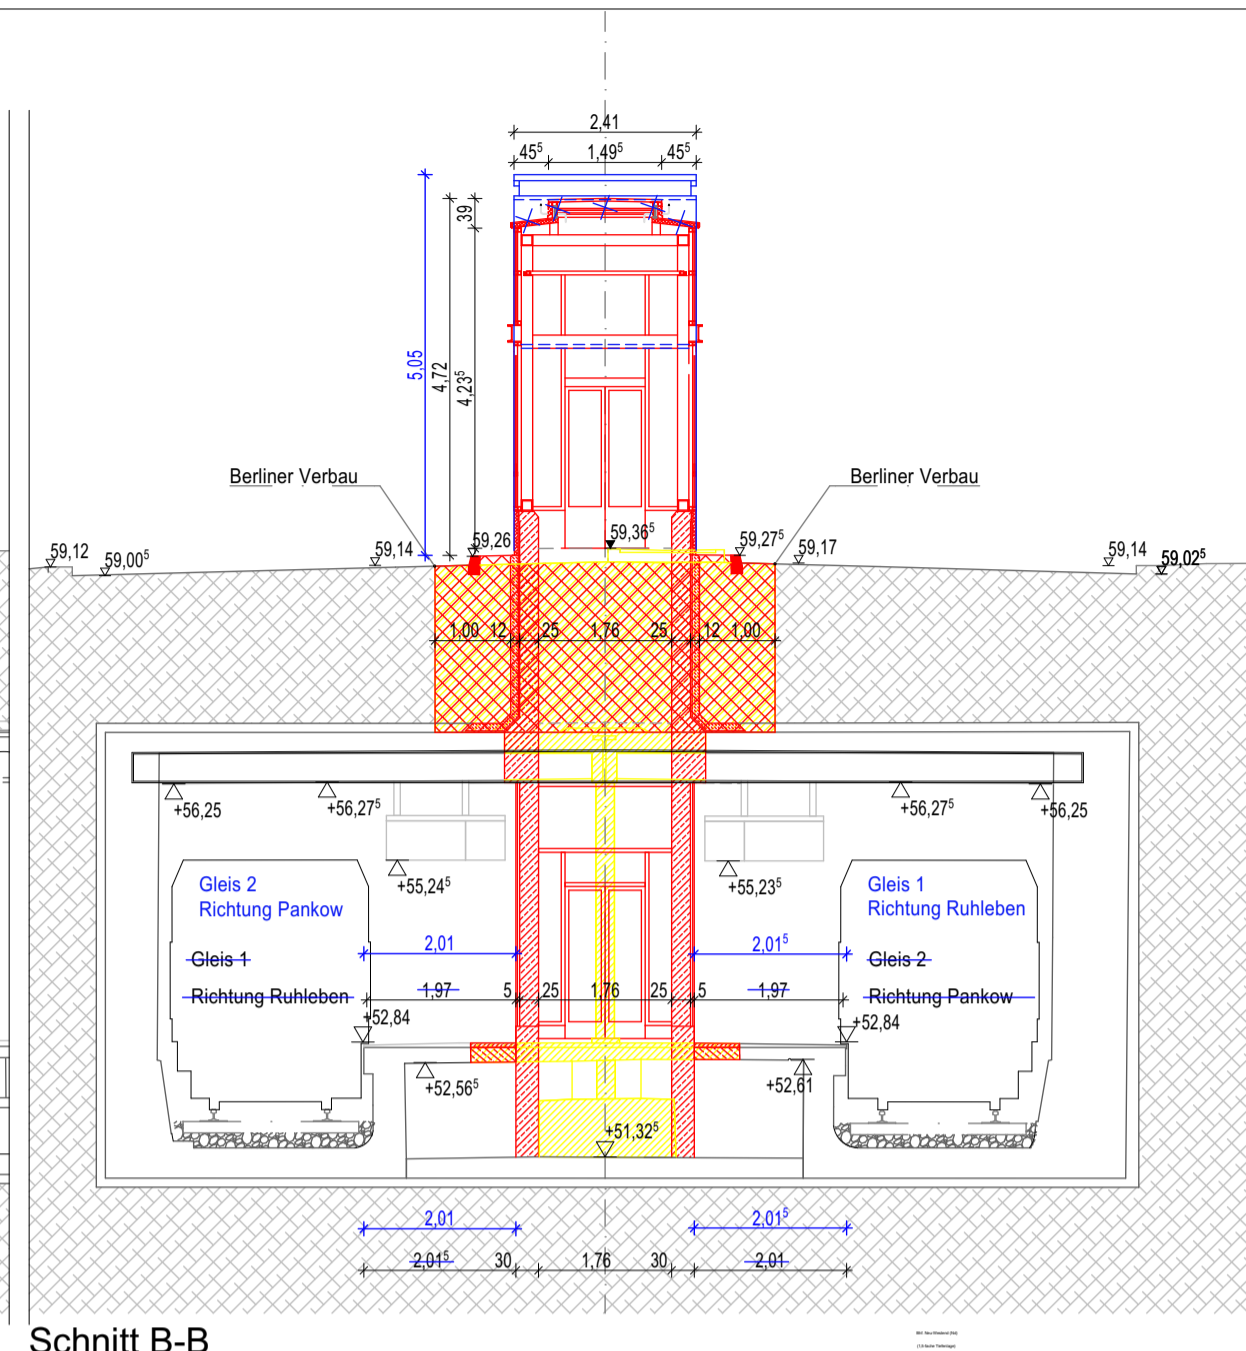 2,41
45⁵ 1,49⁵ 45⁵
39
5,05
4,72
4,23⁵
Berliner Verbau
Berliner Verbau
59,12
59,00⁵
59,14
59,26
59,36⁵
59,27⁵
59,17
59,14
59,02⁵
1,00 12 25 1,76 25 12 1,00
+56,25
+56,27⁵
+56,27⁵
+56,25
+55,24⁵
+55,23⁵
Gleis 2
Richtung Pankow
Gleis 1
Richtung Ruhleben
Gleis 1
Richtung Ruhleben
Gleis 2
Richtung Pankow
2,01
2,01⁵
1,97 5 25 1,76 25 5 1,97
+52,84
+52,84
+52,56⁵
+52,61
+51,32⁵
2,01
2,01⁵
2,01⁵ 30 1,76 30 2,01
Schnitt B-B